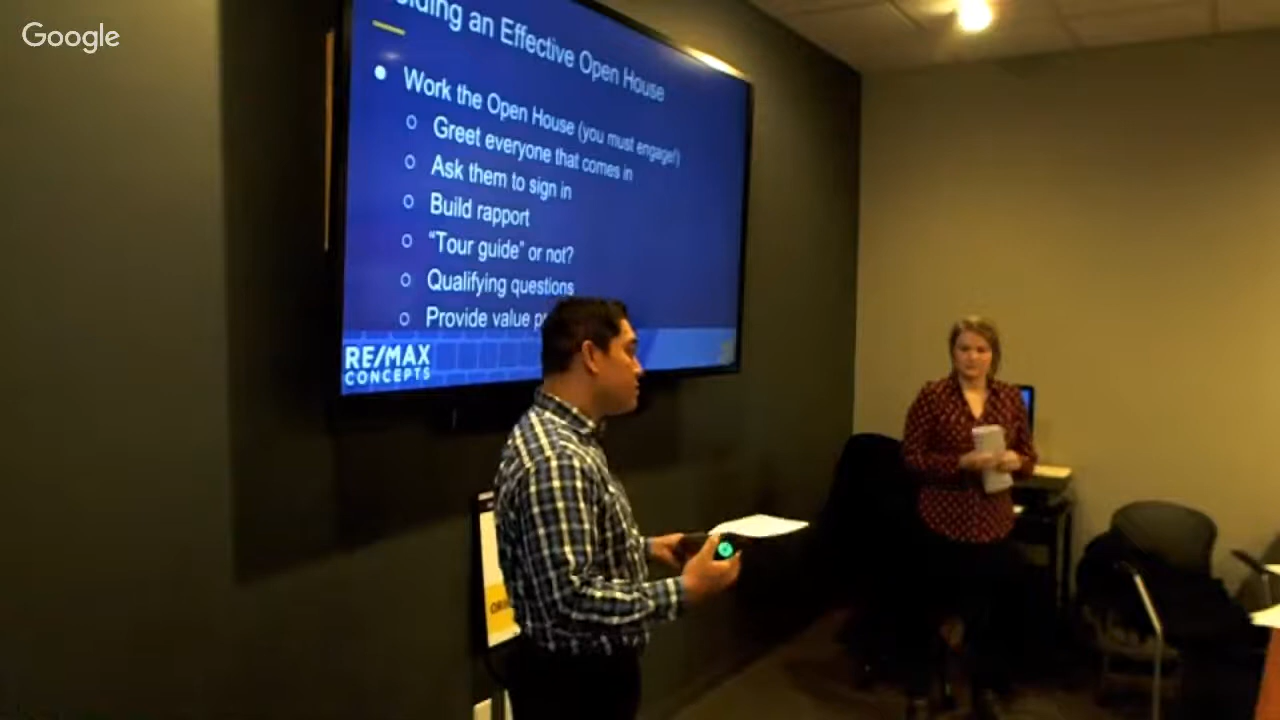 Google
an Effective Open House
Work the Open House (you must engage!)
Greet everyone that comes in
Ask them to sign in
Build rapport
"Tour guide" or not?
Qualifying questions
Provide value
RE/MAX
CONCEPTS